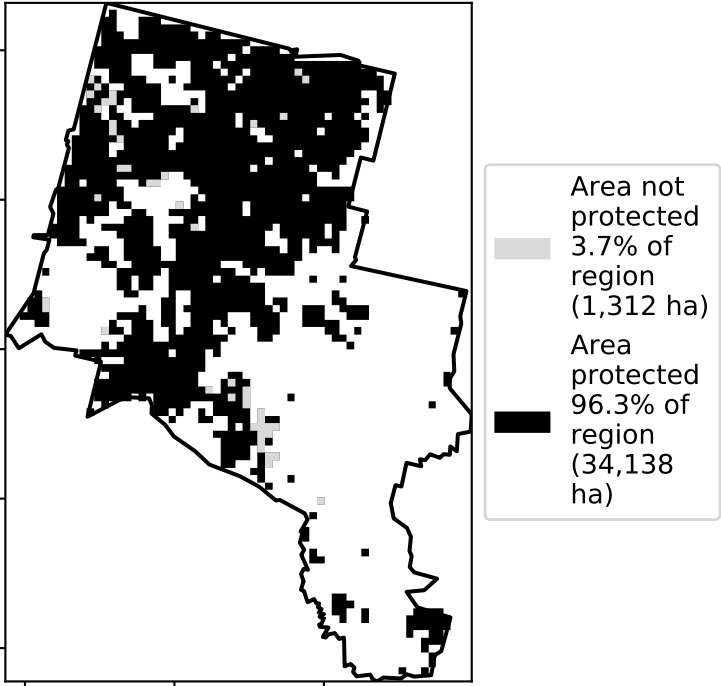 Area not
protected
3.7% of
region
(1,312 ha)
Area
protected
96.3% of
region
(34,138
ha)